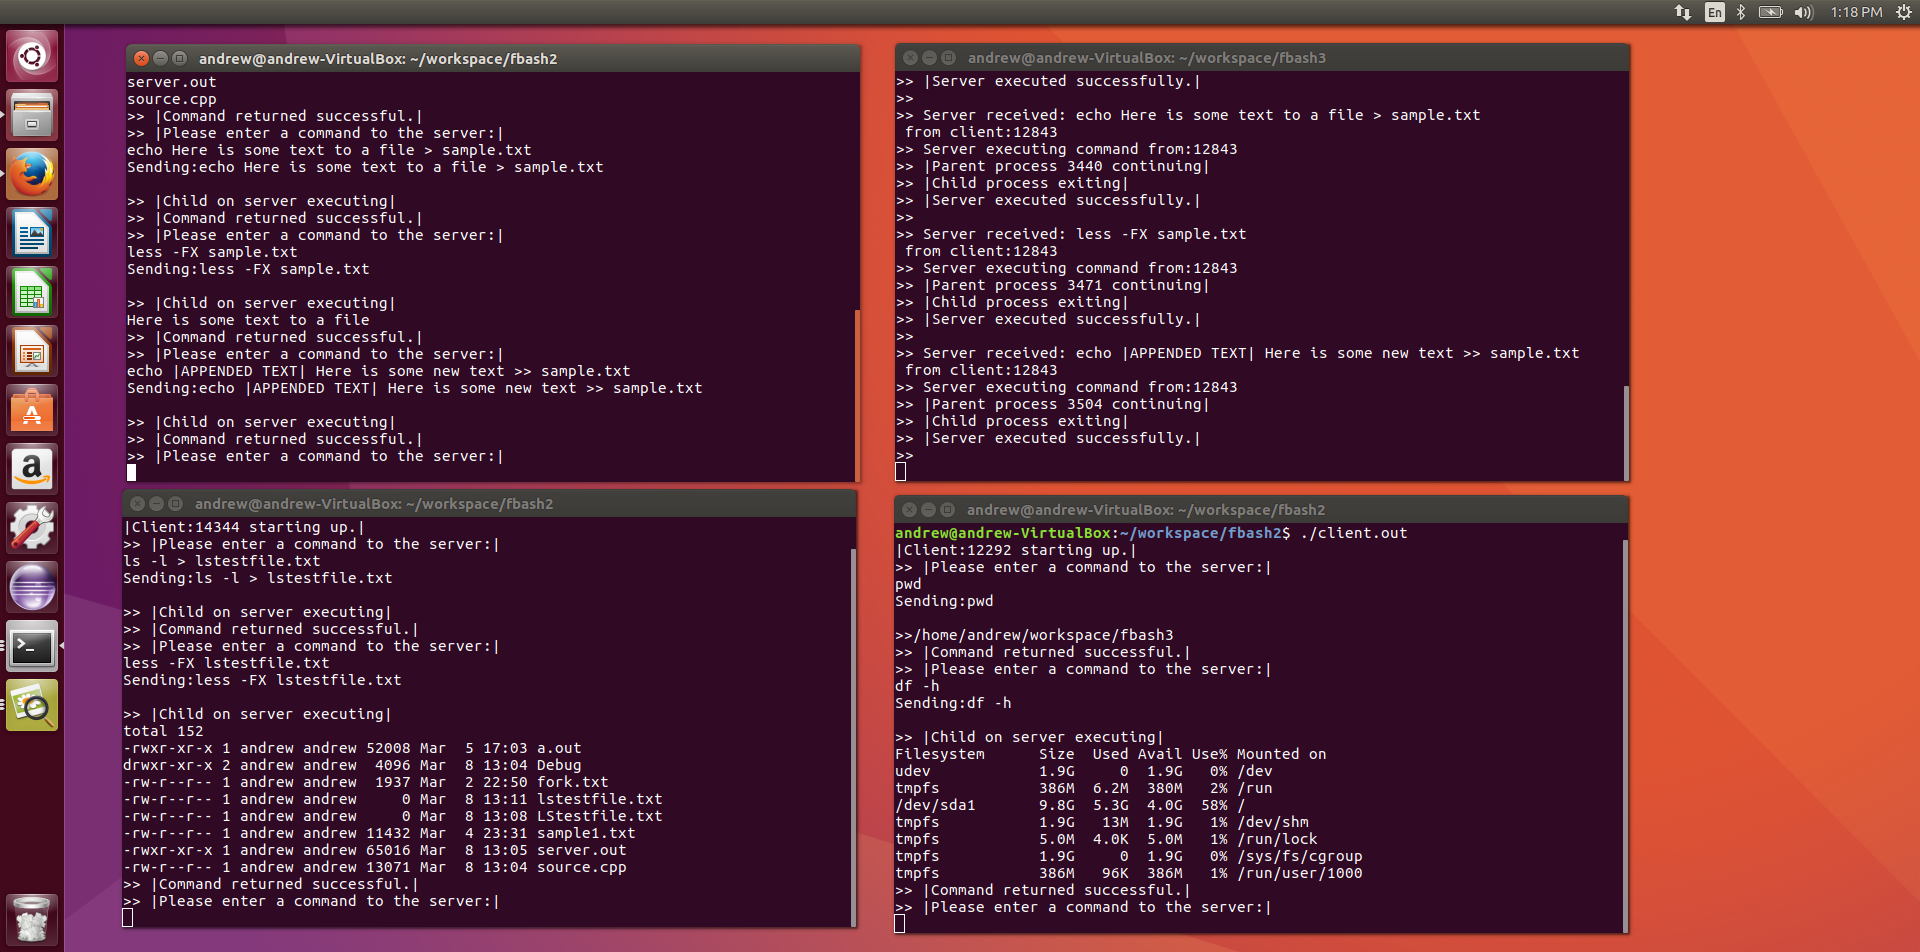 En
1:18 PM
andrew@andrew-VirtualBox: ~/workspace/fbash2
server.out
source.cpp
>> |Command returned successful.|
>> |Please enter a command to the server:|
echo Here is some text to a file > sample.txt
Sending:echo Here is some text to a file > sample.txt
>> |Child on server executing|
>> |Command returned successful.|
>> |Please enter a command to the server:|
less -FX sample.txt
Sending:less -FX sample.txt
>> |Child on server executing|
Here is some text to a file
>> |Command returned successful.|
>> |Please enter a command to the server:|
echo |APPENDED TEXT| Here is some new text >> sample.txt
Sending:echo |APPENDED TEXT| Here is some new text >> sample.txt
>> |Child on server executing|
>> |Command returned successful.|
>> |Please enter a command to the server:|
andrew@andrew-VirtualBox: ~/workspace/fbash3
>> |Server executed successfully.|
>>
>> Server received: echo Here is some text to a file > sample.txt
from client:12843
>> Server executing command from:12843
>> |Parent process 3440 continuing|
>> |Child process exiting|
>> |Server executed successfully.|
>>
>> Server received: less -FX sample.txt
from client:12843
>> Server executing command from:12843
>> |Parent process 3471 continuing|
>> |Child process exiting|
>> |Server executed successfully.|
>>
>> Server received: echo |APPENDED TEXT| Here is some new text >> sample.txt
from client:12843
>> Server executing command from:12843
>> |Parent process 3504 continuing|
>> |Child process exiting|
>> |Server executed successfully.|
>>
andrew@andrew-VirtualBox: ~/workspace/fbash2
|Client:14344 starting up.|
>> |Please enter a command to the server:|
ls -l > lstestfile.txt
Sending:ls -l > lstestfile.txt
>> |Child on server executing|
>> |Command returned successful.|
>> |Please enter a command to the server:|
less -FX lstestfile.txt
Sending:less -FX lstestfile.txt
>> |Child on server executing|
total 152
-rwxr-xr-x 1 andrew andrew 52008 Mar  5 17:03 a.out
drwxr-xr-x 2 andrew andrew  4096 Mar  8 13:04 Debug
-rw-r--r-- 1 andrew andrew  1937 Mar  2 22:50 fork.txt
-rw-r--r-- 1 andrew andrew     0 Mar  8 13:11 lstestfile.txt
-rw-r--r-- 1 andrew andrew     0 Mar  8 13:08 LStestfile.txt
-rw-r--r-- 1 andrew andrew 11432 Mar  4 23:31 sample1.txt
-rwxr-xr-x 1 andrew andrew 65016 Mar  8 13:05 server.out
-rw-r--r-- 1 andrew andrew 13071 Mar  8 13:04 source.cpp
>> |Command returned successful.|
>> |Please enter a command to the server:|
andrew@andrew-VirtualBox: ~/workspace/fbash2
andrew@andrew-VirtualBox:~/workspace/fbash2$ ./client.out
|Client:12292 starting up.|
>> |Please enter a command to the server:|
pwd
Sending:pwd
>>/home/andrew/workspace/fbash3
>> |Command returned successful.|
>> |Please enter a command to the server:|
df -h
Sending:df -h
>> |Child on server executing|
Filesystem      Size  Used Avail Use% Mounted on
udev            1.9G     0  1.9G   0% /dev
tmpfs           386M  6.2M  380M   2% /run
/dev/sda1       9.8G  5.3G  4.0G  58% /
tmpfs           1.9G   13M  1.9G   1% /dev/shm
tmpfs           5.0M  4.0K  5.0M   1% /run/lock
tmpfs           1.9G     0  1.9G   0% /sys/fs/cgroup
tmpfs           386M   96K  386M   1% /run/user/1000
>> |Command returned successful.|
>> |Please enter a command to the server:|